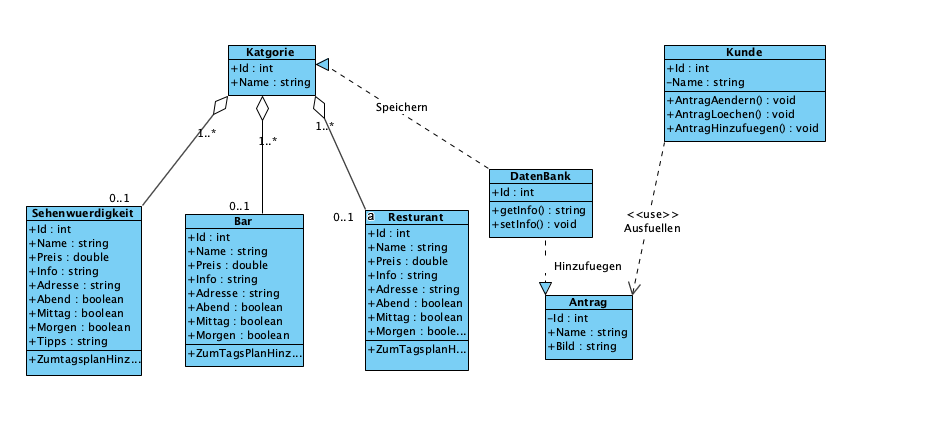 Katgorie
+Id : int
+Name : string
Kunde
+Id : int
-Name : string
+AntragAendern() : void
+AntragLoechen() : void
+AntragHinzufuegen() : void
Speichern
1..*
1..*
1..*
DatenBank
+Id : int
+getInfo() : string
+setInfo() : void
0..1
0..1
0..1
<<use>>
Ausfuellen
Sehenwuerdigkeit
+Id : int
+Name : string
+Preis : double
+Info : string
+Adresse : string
+Abend : boolean
+Mittag : boolean
+Morgen : boolean
+Tipps : string
+ZumtagsplanHinz...
Bar
+Id : int
+Name : string
+Preis : double
+Info : string
+Adresse : string
+Abend : boolean
+Mittag : boolean
+Morgen : boolean
+ZumTagsPlanHinz...
a Resturant
+Id : int
+Name : string
+Preis : double
+Info : string
+Adresse : string
+Abend : boolean
+Mittag : boolean
+Morgen : boole...
+ZumTagsplanH...
Hinzufuegen
Antrag
-Id : int
+Name : string
+Bild : string